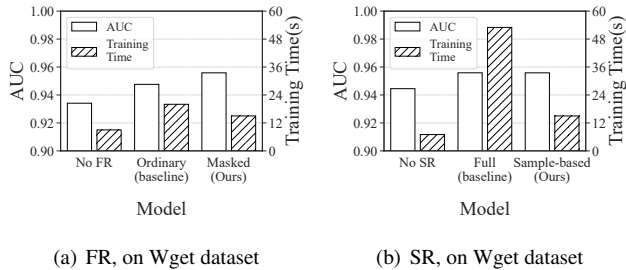 1.00
0.98
0.96
0.94
0.92
0.90
AUC
AUC
Training
Time
60
48
36
24
12
0
Training Time(s)
No FR
Ordinary
(baseline)
Masked
(Ours)
Model
(a) FR, on Wget dataset
1.00
0.98
0.96
0.94
0.92
0.90
AUC
AUC
Training
Time
60
48
36
24
12
0
Training Time(s)
No SR
Full
(baseline)
Sample-based
(Ours)
Model
(b) SR, on Wget dataset